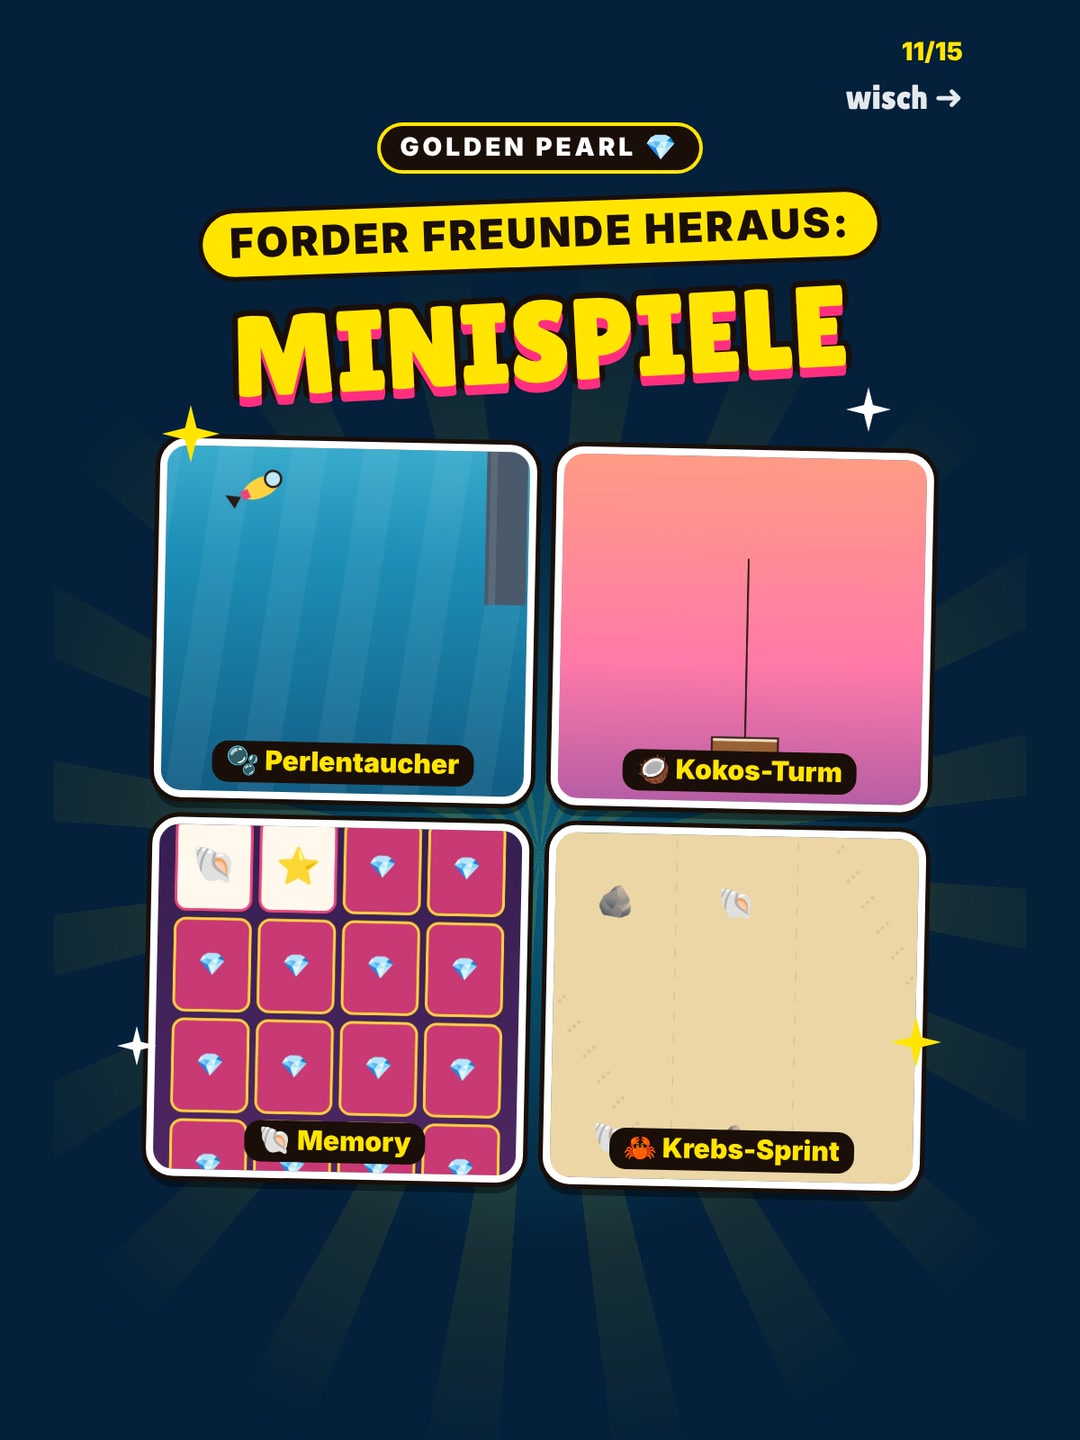 11/15
wisch →
GOLDEN PEARL 💎
FORDER FREUNDE HERAUS:
MINISPIELE
🫧 Perlentaucher
🥥 Kokos-Turm
🐚 Memory
🦀 Krebs-Sprint